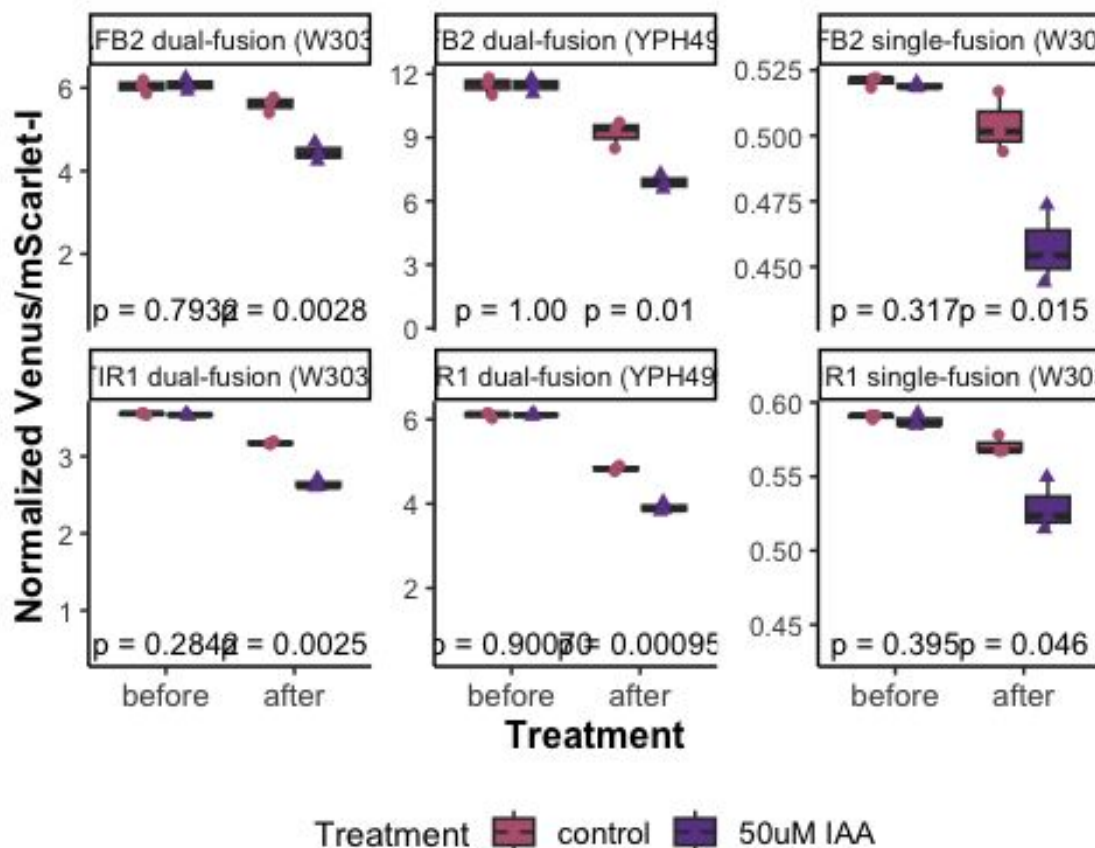 FB2 dual-fusion (W303
FB2 dual-fusion (YPH49
FB2 single-fusion (W30
Normalized Venus/mScarlet-I
6
4
2
p = 0.7932
p = 0.0028
12
9
6
3
0
p = 1.00
p = 0.01
0.525
0.500
0.475
0.450
p = 0.317
p = 0.015
TIR1 dual-fusion (W303
R1 dual-fusion (YPH49
R1 single-fusion (W30
3
2
1
p = 0.2842
p = 0.0025
6
4
2
p = 0.00095
0.60
0.55
0.50
0.45
p = 0.395
p = 0.046
before
after
before
after
before
after
Treatment
Treatment
control
50uM IAA